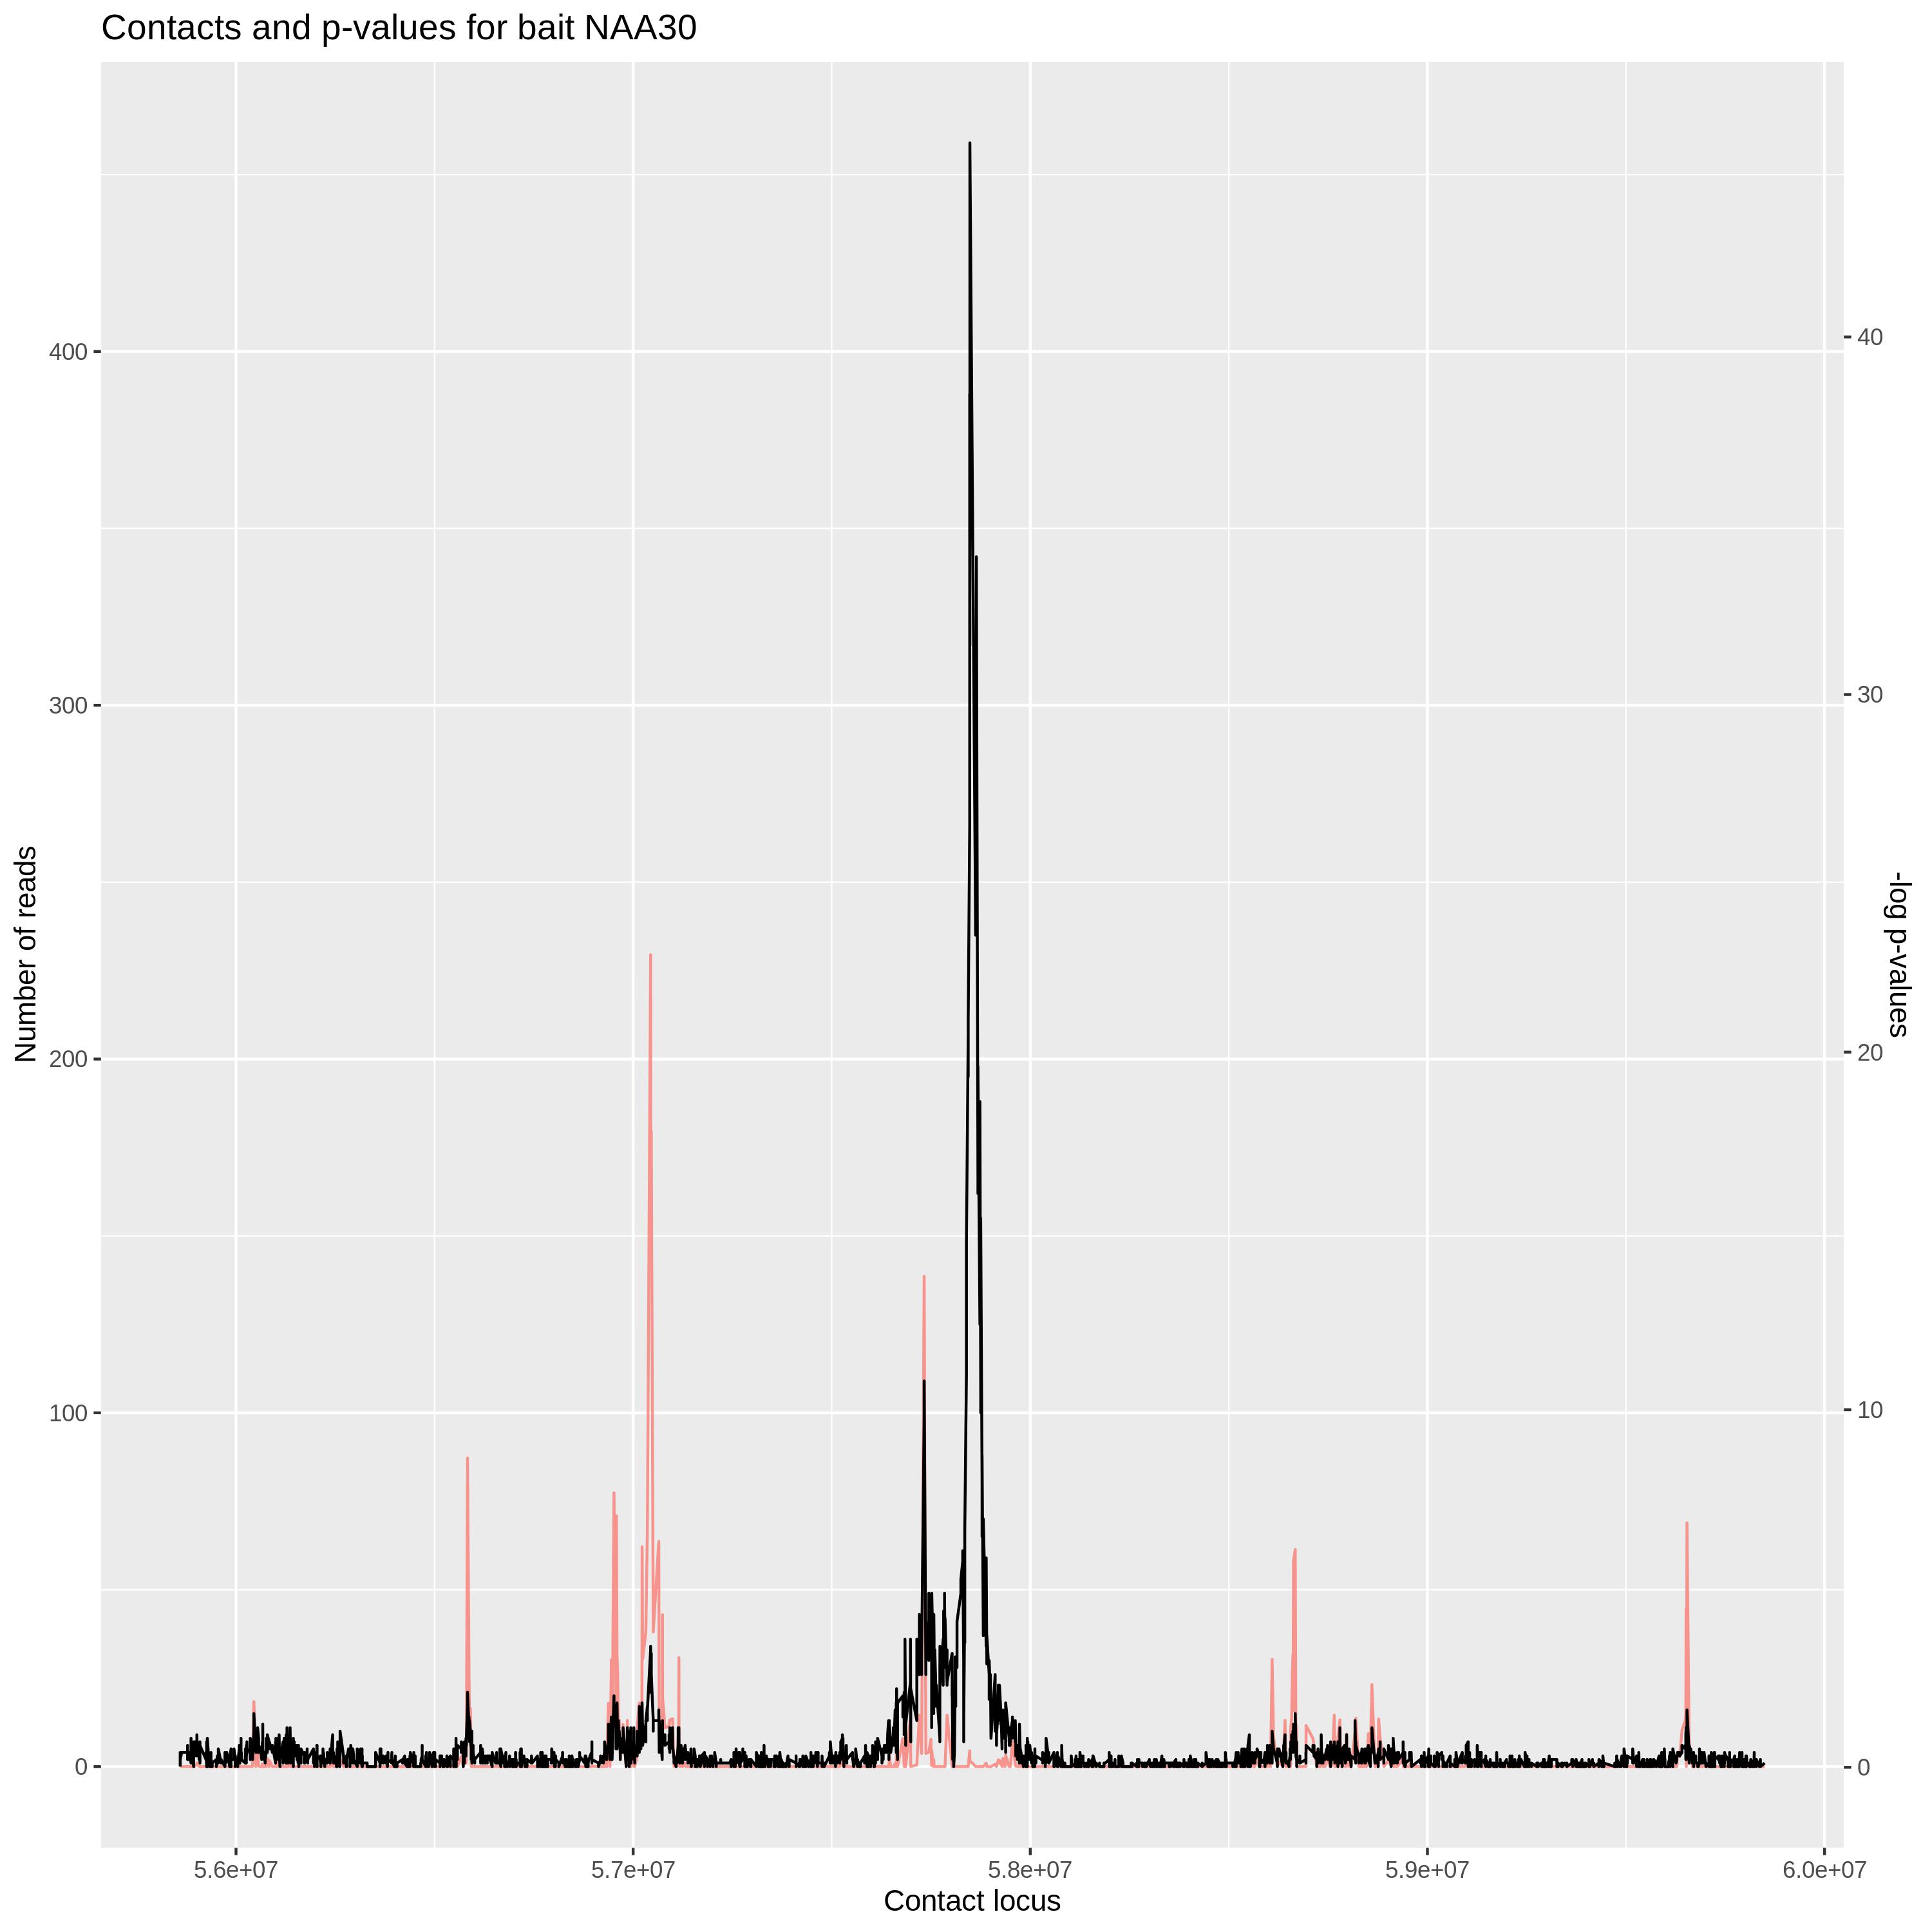 Contacts and p-values for bait NAA30
Number of reads
400
300
200
100
0
-log p-values
40
30
20
10
0
5.6e+07
5.7e+07
5.8e+07
5.9e+07
6.0e+07
Contact locus